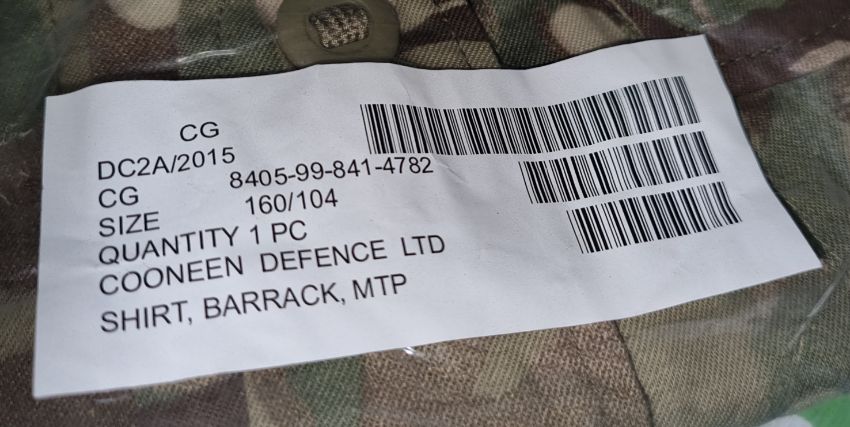 CG
DC2A/2015
CG 8405-99-841-4782
SIZE 160/104
QUANTITY 1 PC
COONEEN DEFENCE LTD
SHIRT, BARRACK, MTP